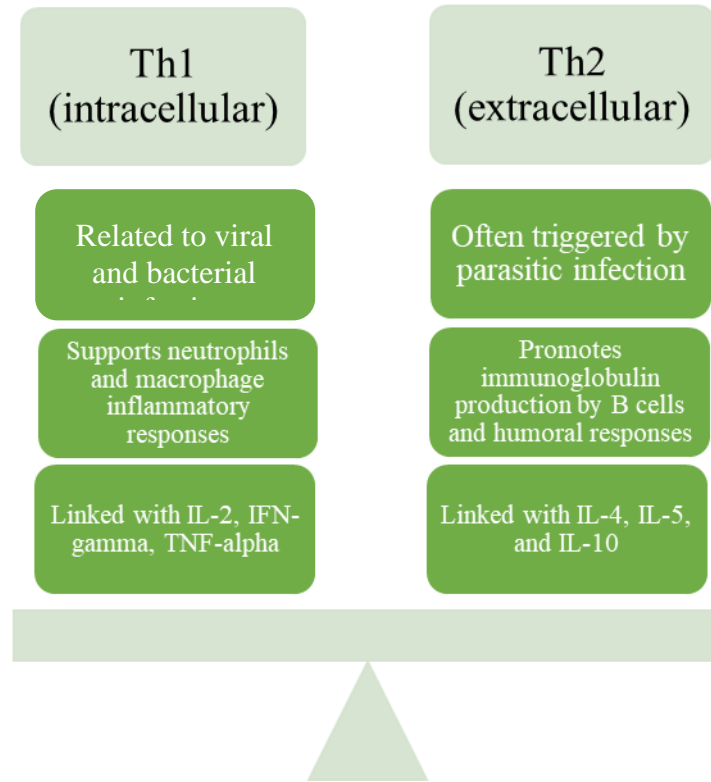 Th1
(intracellular)
Related to viral
and bacterial
Supports neutrophils
and macrophage
inflammatory
responses
Linked with IL-2, IFN-
gamma, TNF-alpha
Th2
(extracellular)
Often triggered by
parasitic infection
Promotes
immunoglobulin
production by B cells
and humoral responses
Linked with IL-4, IL-5,
and IL-10